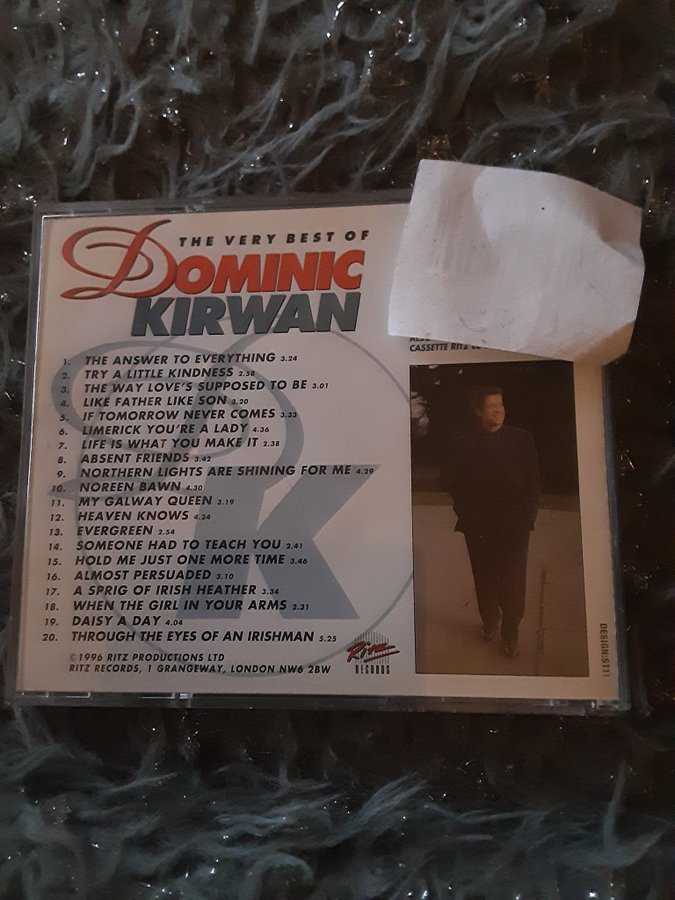 THE VERY BEST OF
DOMINIC
KIRWAN
CASSETTE RITZ
1. THE ANSWER TO EVERYTHING 3.24
2. TRY A LITTLE KINDNESS 2.58
3. THE WAY LOVE'S SUPPOSED TO BE 3.01
4. LIKE FATHER LIKE SON 3.20
5. IF TOMORROW NEVER COMES 3.33
6. LIMERICK YOU'RE A LADY 4.36
7. LIFE IS WHAT YOU MAKE IT 2.38
8. ABSENT FRIENDS 3.42
9. NORTHERN LIGHTS ARE SHINING FOR ME 4.29
10. NOREEN BAWN 4.30
11. MY GALWAY QUEEN 3.19
12. HEAVEN KNOWS 4.24
13. EVERGREEN 2.54
14. SOMEONE HAD TO TEACH YOU 2.41
15. HOLD ME JUST ONE MORE TIME 3.46
16. ALMOST PERSUADED 3.10
17. A SPRIG OF IRISH HEATHER 3.34
18. WHEN THE GIRL IN YOUR ARMS 2.31
19. DAISY A DAY 4.04
20. THROUGH THE EYES OF AN IRISHMAN 5.25
©1996 RITZ PRODUCTIONS LTD
RITZ RECORDS, 1 GRANGEWAY, LONDON NW6 2BW
Ritz
RECORDS
DK